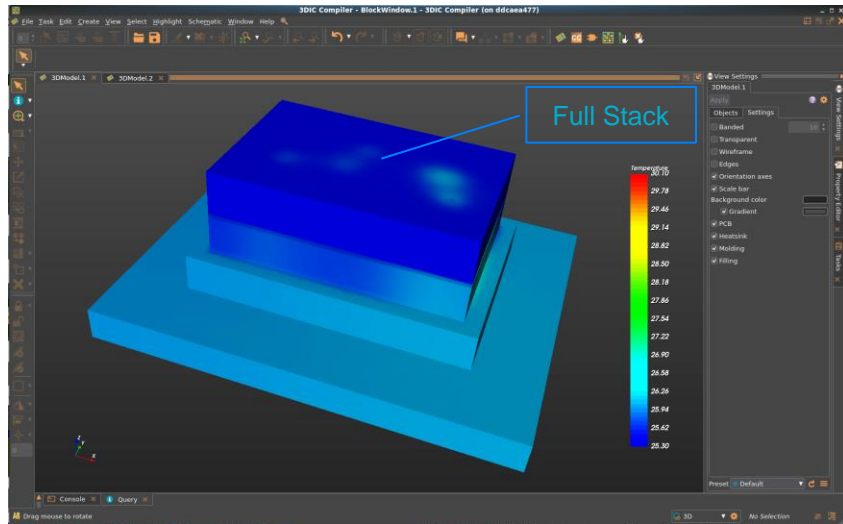 3DIC Compiler - BlockWindow.1 - 3DIC Compiler (on ddcaea477)
File Task Edit Create View Select Highlight Schematic Window Help
3DModel.1
3DModel.2
Full Stack
Temperature
30.10
29.78
29.46
29.14
28.82
28.50
28.18
27.86
27.54
27.22
26.90
26.58
26.26
25.94
25.62
25.30
z
y
x
View Settings
3DModel.1
Apply
Objects Settings
Banded
Transparent
Wireframe
Edges
Orientation axes
Scale bar
Background color
Gradient
PCB
Heatsink
Molding
Filling
Preset Default
View Settings
Property Editor
Tasks
Console
Query
Drag mouse to rotate
3D
No Selection